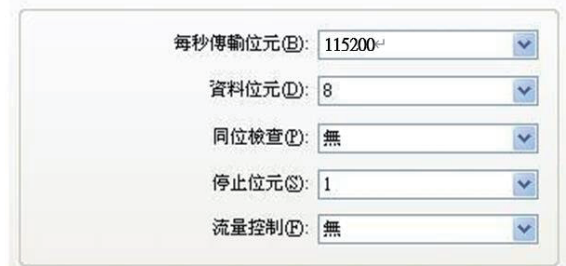 每秒傳輸位元(B): 115200↵
資料位元(D): 8
同位檢查(P): 無
停止位元(S): 1
流量控制(F): 無